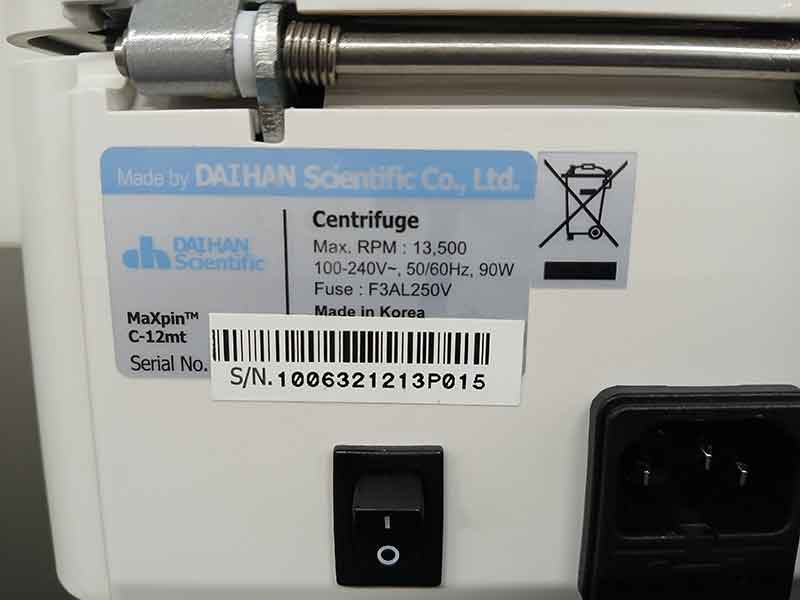 Made by DAIHAN Scientific Co., Ltd.
dh DAIHAN
Scientific
Centrifuge
Max. RPM : 13,500
100-240V~, 50/60Hz, 90W
Fuse : F3AL250V
Made in Korea
MaXpin™
C-12mt
Serial No.
S/N.1006321213P015